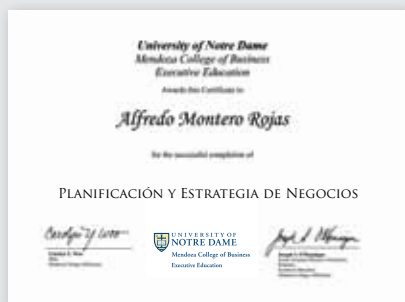 University of Notre Dame
Mendoza College of Business
Executive Education
Awards this Certificate to
Alfredo Montero Rojas
for the successful completion of
Planificación y Estrategia de Negocios
UNIVERSITY OF
NOTRE DAME
Mendoza College of Business
Executive Education